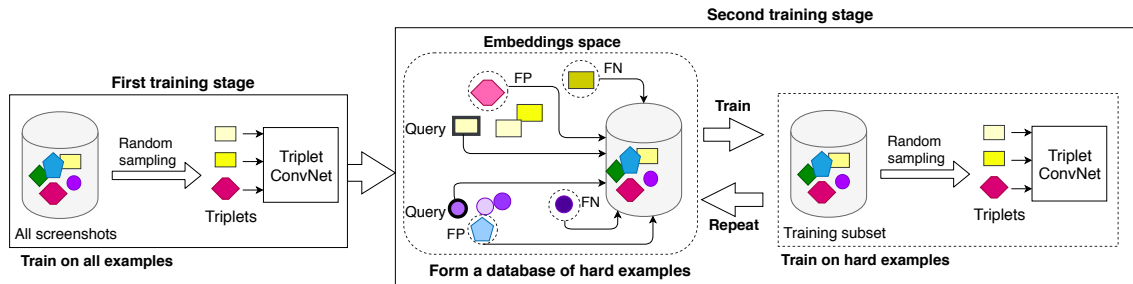 First training stage
Random
sampling
Triplet
ConvNet
Triplets
All screenshots
Train on all examples
Second training stage
Embeddings space
FP
FN
Query
Query
FP
FN
Form a database of hard examples
Train
Repeat
Random
sampling
Triplet
ConvNet
Triplets
Training subset
Train on hard examples